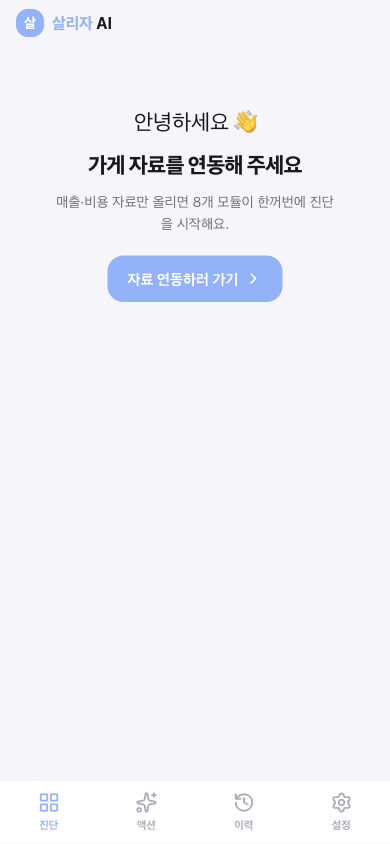 살 살리자 AI
안녕하세요 👋
가게 자료를 연동해 주세요
매출·비용 자료만 올리면 8개 모듈이 한꺼번에 진단
을 시작해요.
자료 연동하러 가기
진단 액션 이력 설정